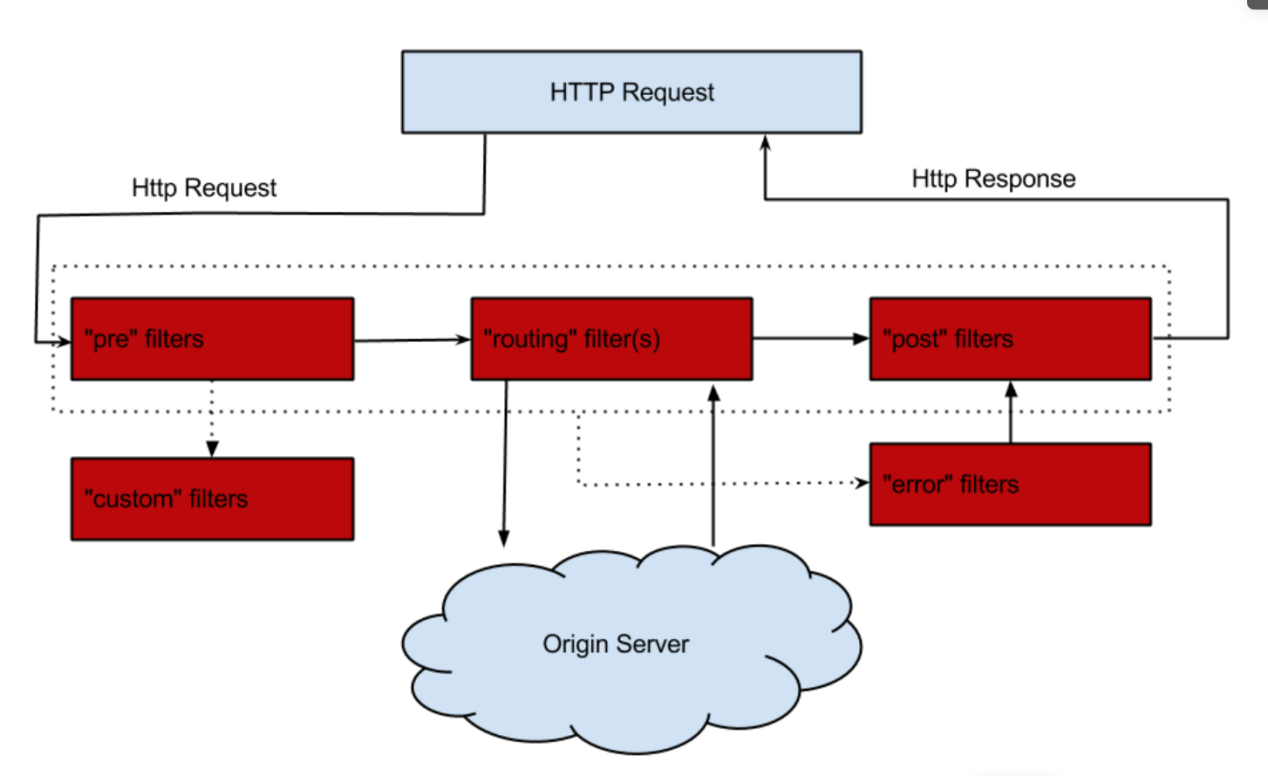 HTTP Request
Http Request
Http Response
"pre" filters
"routing" filter(s)
"post" filters
"custom" filters
"error" filters
Origin Server